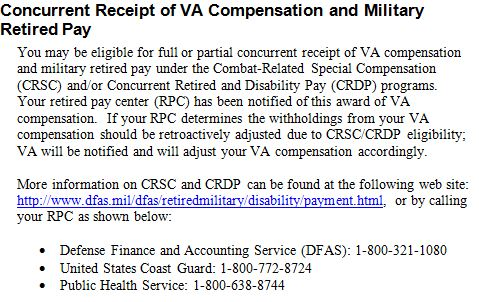 Concurrent Receipt of VA Compensation and Military
Retired Pay
You may be eligible for full or partial concurrent receipt of VA compensation
and military retired pay under the Combat-Related Special Compensation
(CRSC) and/or Concurrent Retired and Disability Pay (CRDP) programs.
Your retired pay center (RPC) has been notified of this award of VA
compensation.  If your RPC determines the withholdings from your VA
compensation should be retroactively adjusted due to CRSC/CRDP eligibility;
VA will be notified and will adjust your VA compensation accordingly.
More information on CRSC and CRDP can be found at the following web site:
http://www.dfas.mil/dfas/retiredmilitary/disability/payment.html,  or by calling
your RPC as shown below:
• Defense Finance and Accounting Service (DFAS): 1-800-321-1080
• United States Coast Guard: 1-800-772-8724
• Public Health Service: 1-800-638-8744